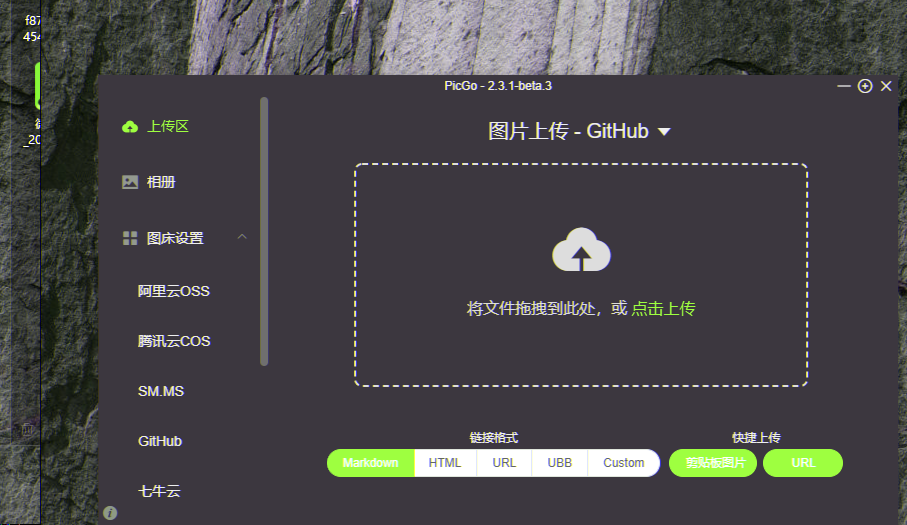 f87
454
_20
PicGo - 2.3.1-beta.3
上传区
图片上传 - GitHub
相册
图床设置
阿里云OSS
将文件拖拽到此处，或 点击上传
腾讯云COS
SM.MS
GitHub
链接格式
快捷上传
Markdown HTML URL UBB Custom 剪贴板图片 URL
七牛云